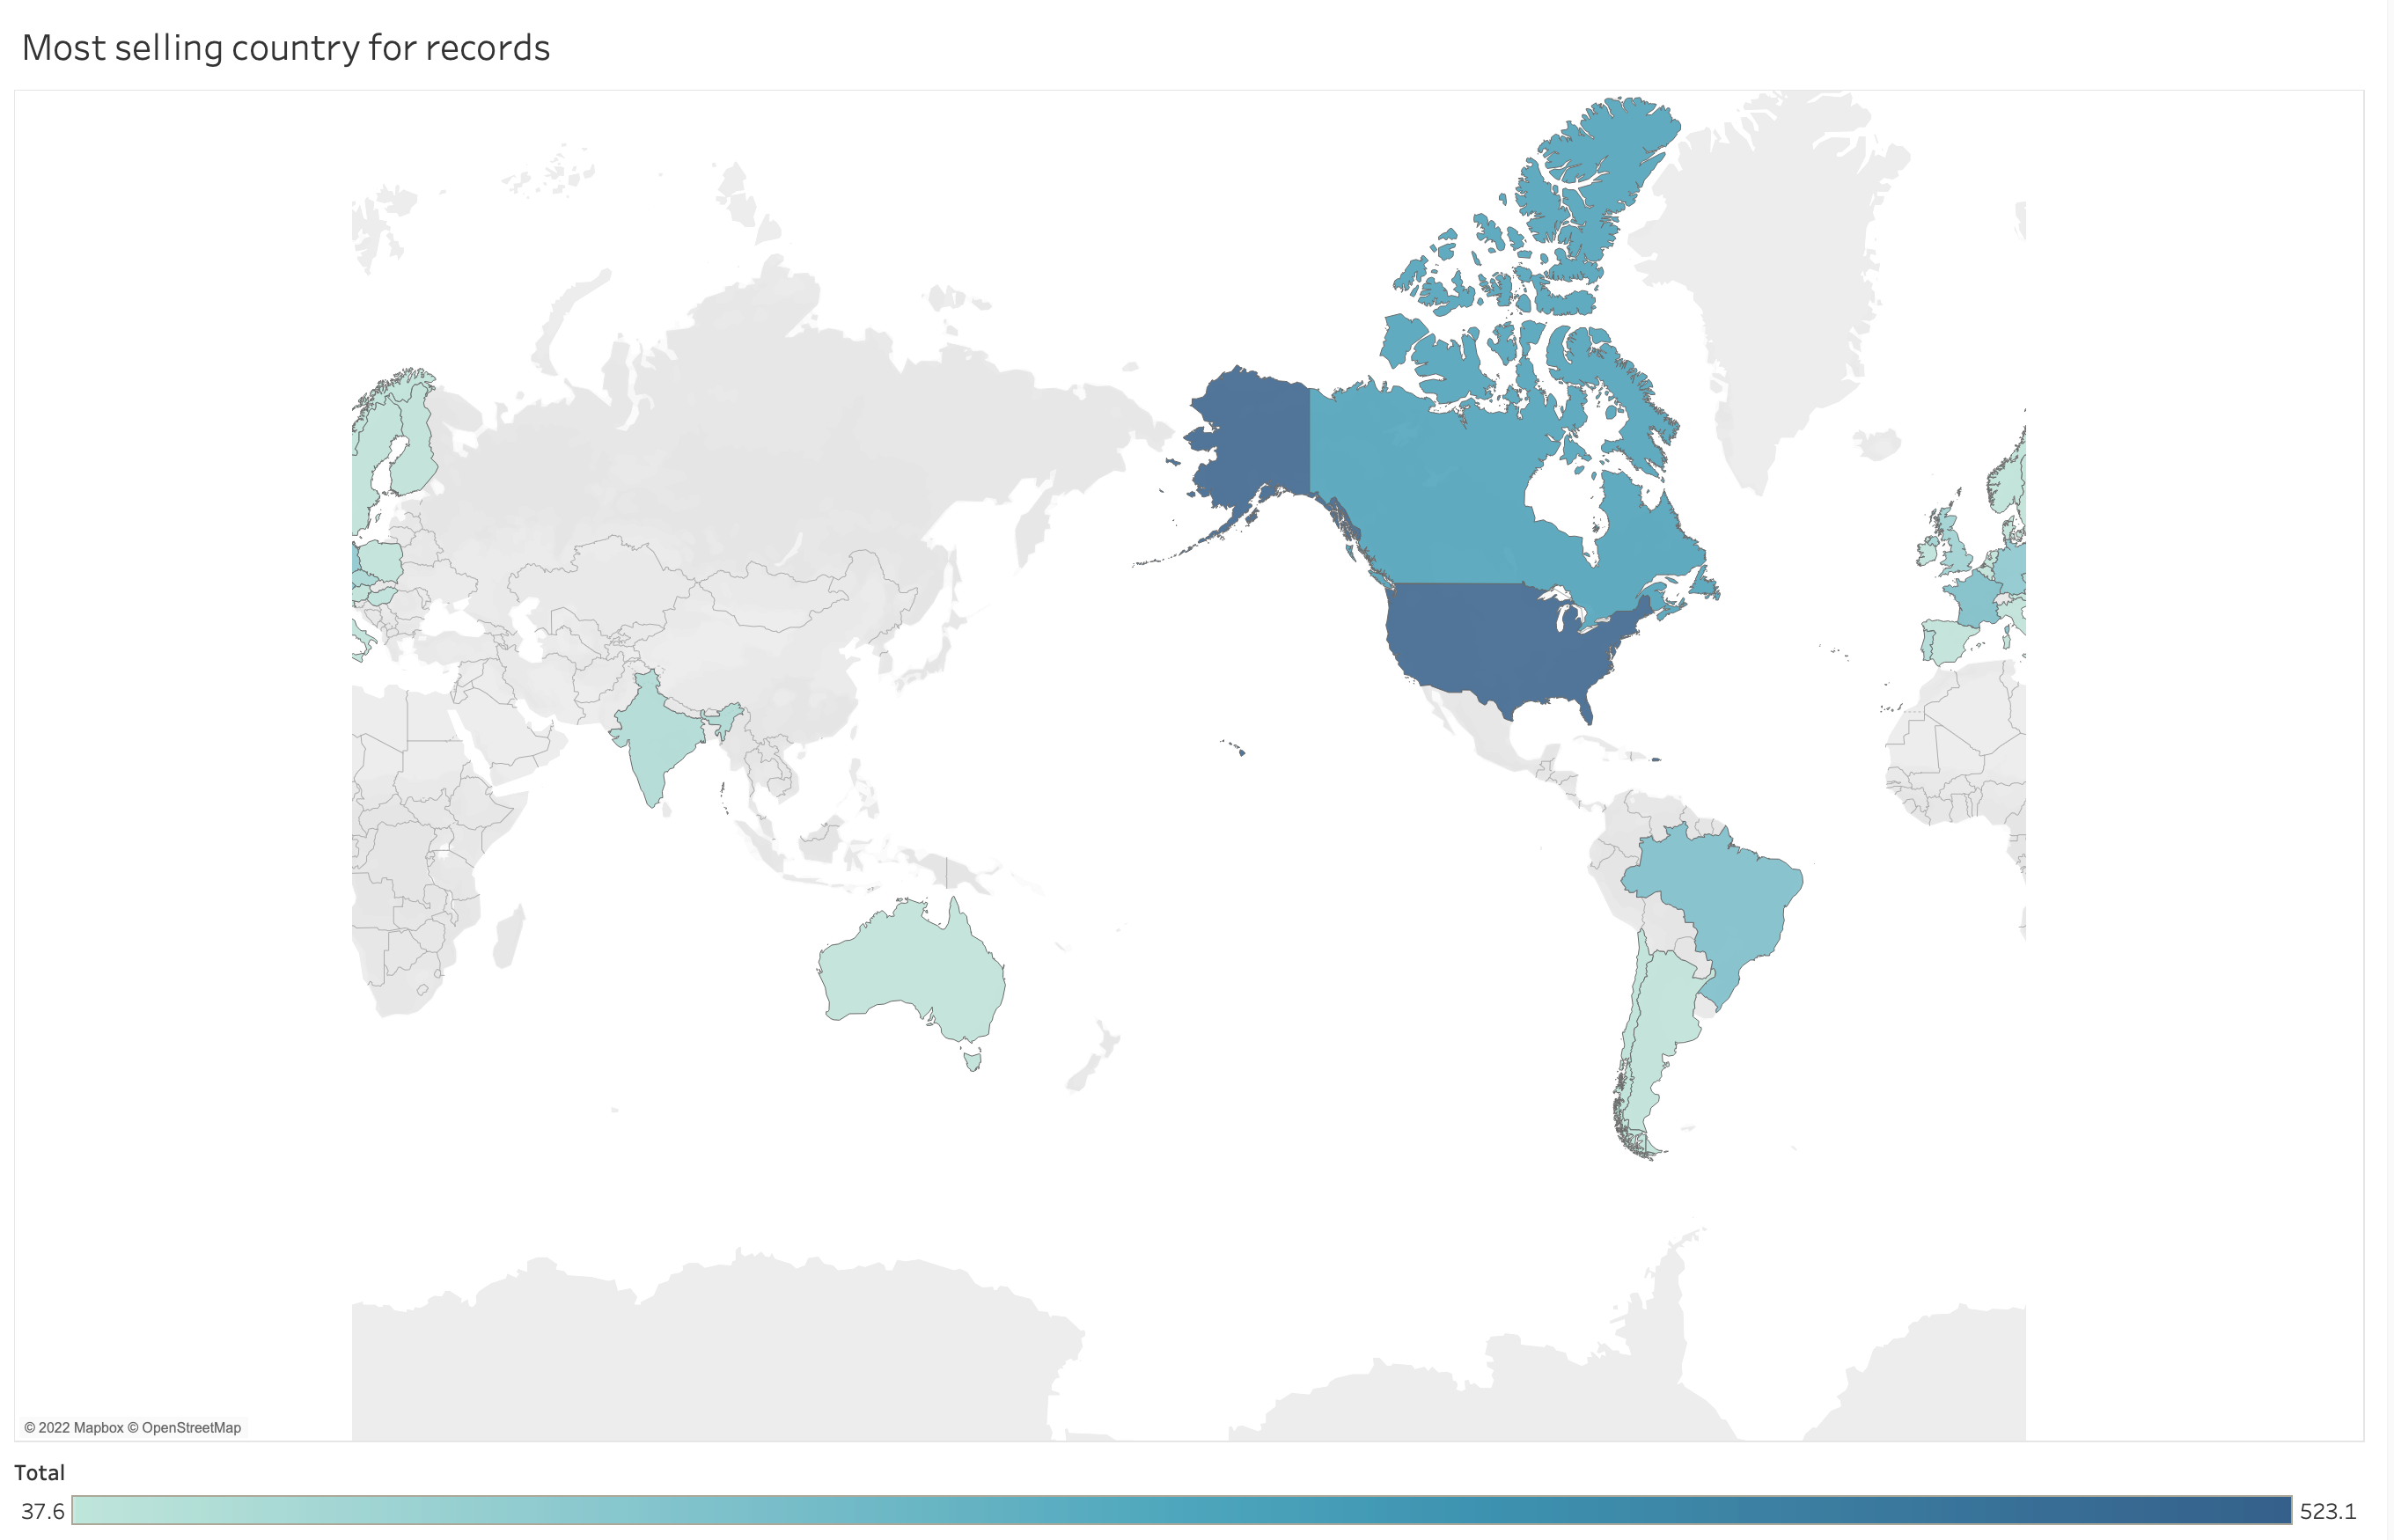 Most selling country for records
© 2022 Mapbox © OpenStreetMap
Total
37.6 523.1